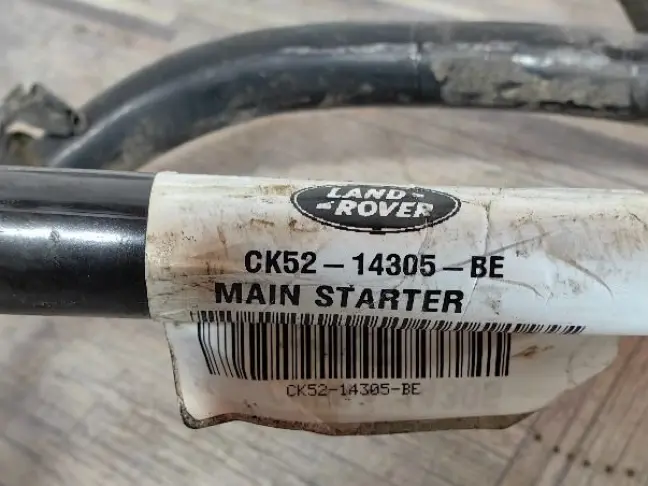 LAND-
-ROVER
CK52-14305-BE
MAIN STARTER
CK52-14305-BE